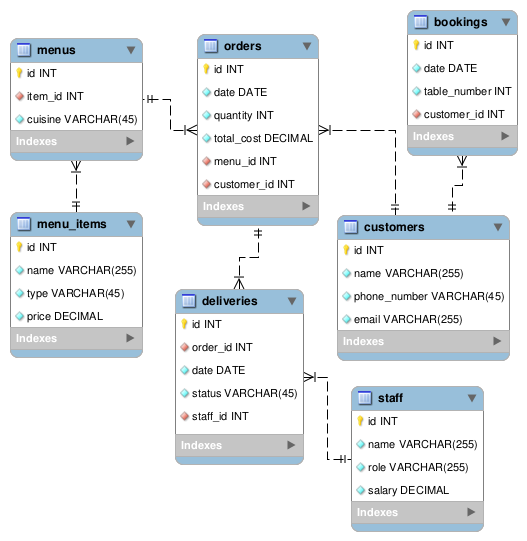 menus
id INT
item_id INT
cuisine VARCHAR(45)
Indexes
orders
id INT
date DATE
quantity INT
total_cost DECIMAL
menu_id INT
customer_id INT
Indexes
bookings
id INT
date DATE
table_number INT
customer_id INT
Indexes
menu_items
id INT
name VARCHAR(255)
type VARCHAR(45)
price DECIMAL
Indexes
customers
id INT
name VARCHAR(255)
phone_number VARCHAR(45)
email VARCHAR(255)
Indexes
deliveries
id INT
order_id INT
date DATE
status VARCHAR(45)
staff_id INT
Indexes
staff
id INT
name VARCHAR(255)
role VARCHAR(255)
salary DECIMAL
Indexes